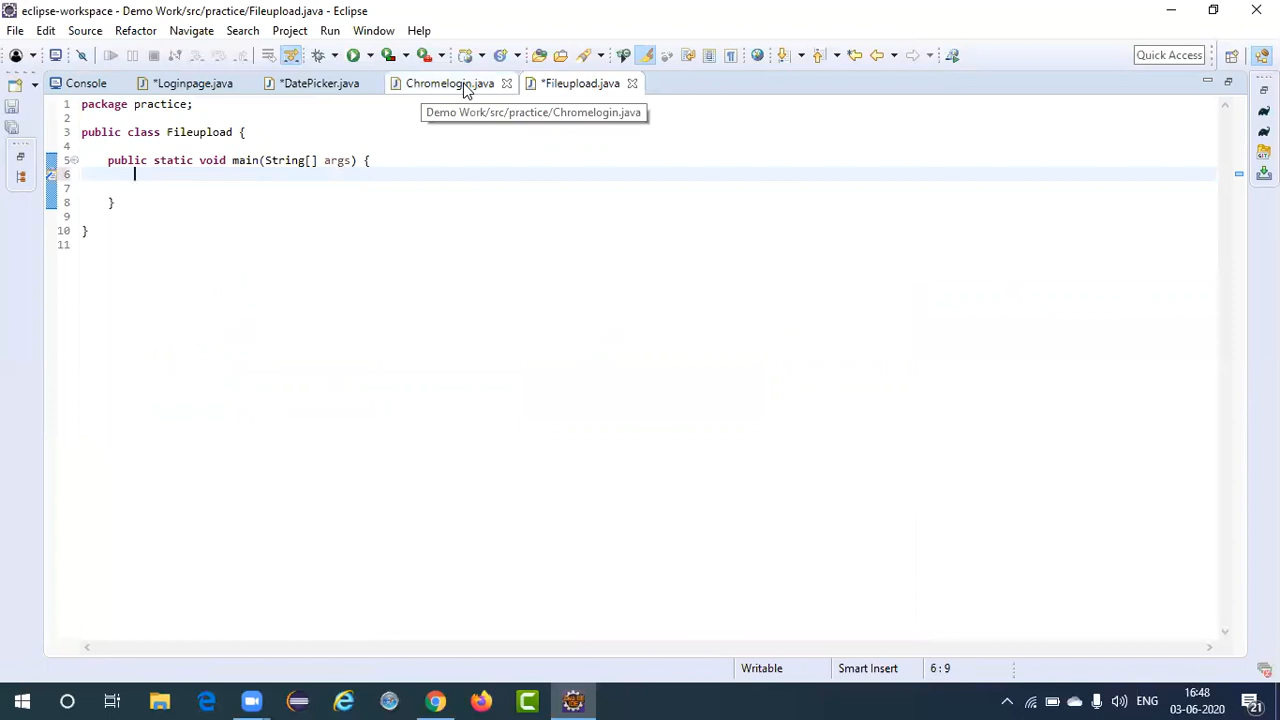 eclipse-workspace - Demo Work/src/practice/Fileupload.java - Eclipse
File Edit Source Refactor Navigate Search Project Run Window Help
Quick Access
Console *Loginpage.java *DatePicker.java Chromelogin.java *Fileupload.java
Demo Work/src/practice/Chromelogin.java
1 package practice;
2
3 public class Fileupload {
4
5 public static void main(String[] args) {
6
7
8 }
9
10 }
11
Writable Smart Insert 6 : 9
ENG 16:48
03-06-2020
21